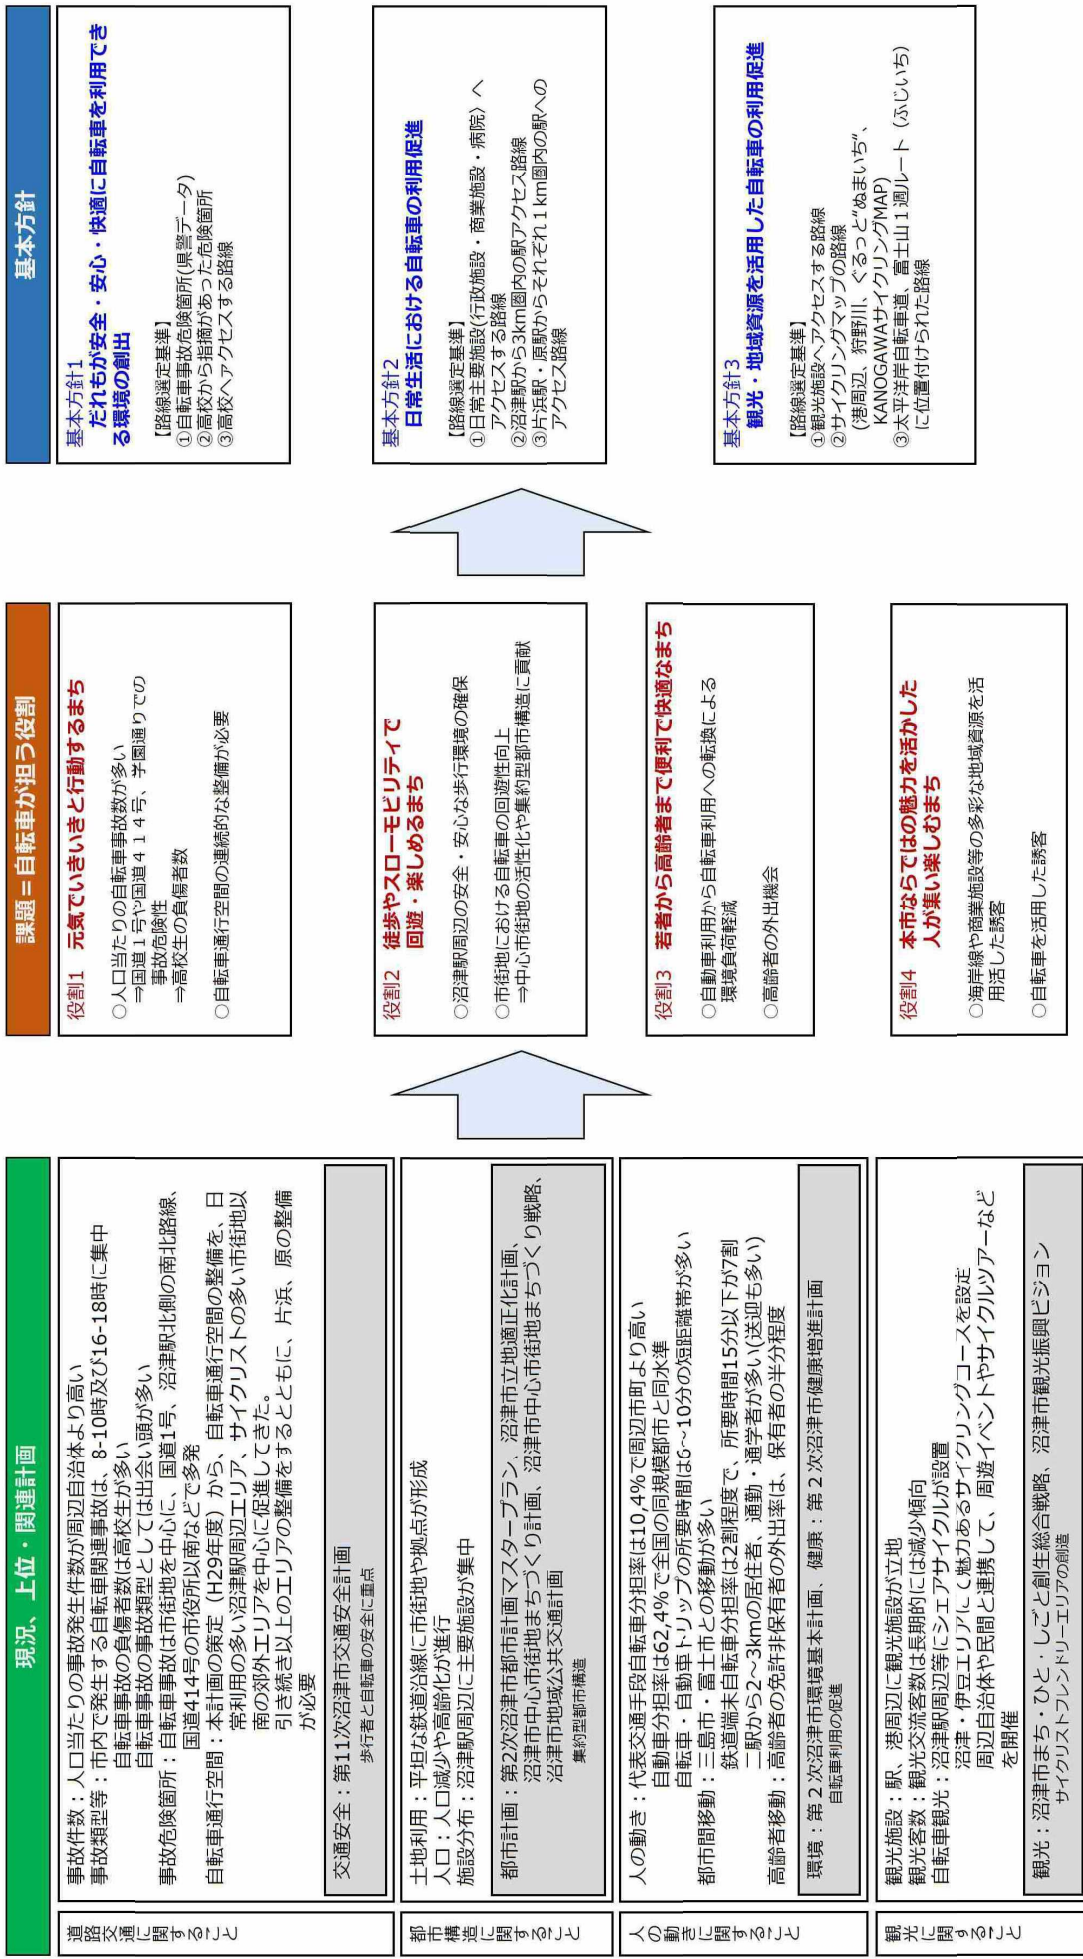 現況、上位・関連計画
道路交通に関すること
事故件数：人口当たりの事故発生件数が周辺自治体より高い
事故類型等：市内で発生する自転車関連事故は、8-10時及び16-18時に集中
自転車事故の負傷者数は高校生が多い
自転車事故の事故類型としては出会い頭が多い
事故危険箇所：自転車事故は市街地を中心に、国道1号、沼津駅北側の南北路線、
国道414号の市役所以南などで多発
自転車通行空間：本計画の策定（H29年度）から、自転車通行空間の整備を、日
常利用の多い沼津駅周辺エリア、サイクリストの多い市街地以
南の郊外エリアを中心に促進してきた。
引き続き以上のエリアの整備をするとともに、片浜、原の整備
が必要
交通安全：第11次沼津市交通安全計画
歩行者と自転車の安全に重点
都市構造に関すること
土地利用：平坦な鉄道沿線に市街地や拠点が形成
人口：人口減少や高齢化が進行
施設分布：沼津駅周辺に主要施設が集中
都市計画：第2次沼津市都市計画マスタープラン、沼津市立地適正化計画、
沼津市中心市街地まちづくり計画、沼津市中心市街地まちづくり戦略、
沼津市地域公共交通計画
集約型都市構造
人の動きに関すること
人の動き：代表交通手段自転車分担率は10,4%で周辺市町より高い
自動車分担率は62,4%で全国の同規模都市と同水準
自転車・自動車トリップの所要時間は6～10分の短距離帯が多い
都市間移動：三島市・富士市との移動が多い
鉄道端末自転車分担率は2割程度で、所要時間15分以下が7割
二駅から2～3kmの居住者、通勤・通学者が多い(送迎も多い)
高齢者移動：高齢者の免許非保有者の外出率は、保有者の半分程度
環境：第２次沼津市環境基本計画、健康：第２次沼津市健康増進計画
自転車利用の促進
観光に関すること
観光施設：駅、港周辺に観光施設が立地
観光客数：観光交流客数は長期的には減少傾向
自転車観光：沼津駅周辺等にシェアサイクルが設置
沼津・伊豆エリアにて魅力あるサイクリングコースを設定
周辺自治体や民間と連携して、周遊イベントやサイクルツアーなど
を開催
観光：沼津市まち・ひと・しごと創生総合戦略、沼津市観光振興ビジョン
サイクリストフレンドリーエリアの創造
課題＝自転車が担う役割
役割1　元気でいきいきと行動するまち
○人口当たりの自転車事故数が多い
⇒国道１号や国道４１４号、学園通りでの
事故危険性
⇒高校生の負傷者数
○自転車通行空間の連続的な整備が必要
役割2　徒歩やスローモビリティで
回遊・楽しめるまち
○沼津駅周辺の安全・安心な歩行環境の確保
○市街地における自転車の回遊性向上
⇒中心市街地の活性化や集約型都市構造に貢献
役割3　若者から高齢者まで便利で快適なまち
○自動車利用から自転車利用への転換による
環境負荷軽減
○高齢者の外出機会
役割4　本市ならではの魅力を活かした
人が集い楽しむまち
○海岸線や商業施設等の多彩な地域資源を活
用活した誘客
○自転車を活用した誘客
基本方針
基本方針1
だれもが安全・安心・快適に自転車を利用でき
る環境の創出
【路線選定基準】
①自転車事故危険箇所(県警データ)
②高校から指摘があった危険箇所
③高校へアクセスする路線
基本方針2
日常生活における自転車の利用促進
【路線選定基準】
①日常主要施設(行政施設・商業施設・病院〉へ
アクセスする路線
②沼津駅から3km圏内の駅アクセス路線
③片浜駅・原駅からそれぞれ１km圏内の駅への
アクセス路線
基本方針3
観光・地域資源を活用した自転車の利用促進
【路線選定基準】
①観光施設へアクセスする路線
②サイクリングマップの路線
(港周辺、狩野川、ぐるっと“ぬまいち”、
KANOGAWAサイクリングMAP)
③太平洋岸自転車道、富士山１週ルート（ふじいち）
に位置付けられた路線